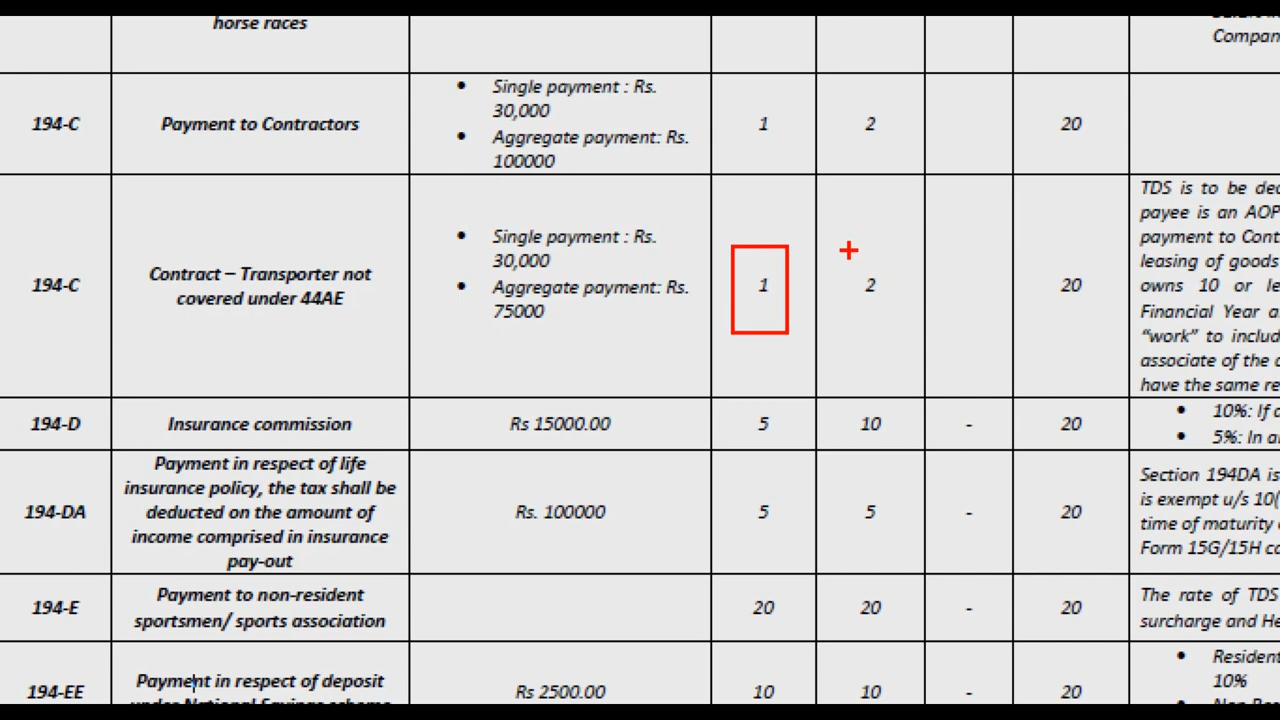 horse races
Compan
194-C
Payment to Contractors
• Single payment : Rs.
30,000
• Aggregate payment: Rs.
100000
1
2
20
194-C
Contract – Transporter not
covered under 44AE
• Single payment : Rs.
30,000
• Aggregate payment: Rs.
75000
1
2
20
TDS is to be dec
payee is an AOP
payment to Cont
leasing of goods
owns 10 or le
Financial Year a
“work” to includ
associate of the c
have the same re
194-D
Insurance commission
Rs 15000.00
5
10
-
20
• 10%: If c
• 5%: In a
194-DA
Payment in respect of life
insurance policy, the tax shall be
deducted on the amount of
income comprised in insurance
pay-out
Rs. 100000
5
5
-
20
Section 194DA is
is exempt u/s 10(
time of maturity
Form 15G/15H ca
194-E
Payment to non-resident
sportsmen/ sports association
20
20
-
20
The rate of TDS
surcharge and He
194-EE
Payment in respect of deposit
under National Savings scheme
Rs 2500.00
10
10
-
20
• Resident
10%